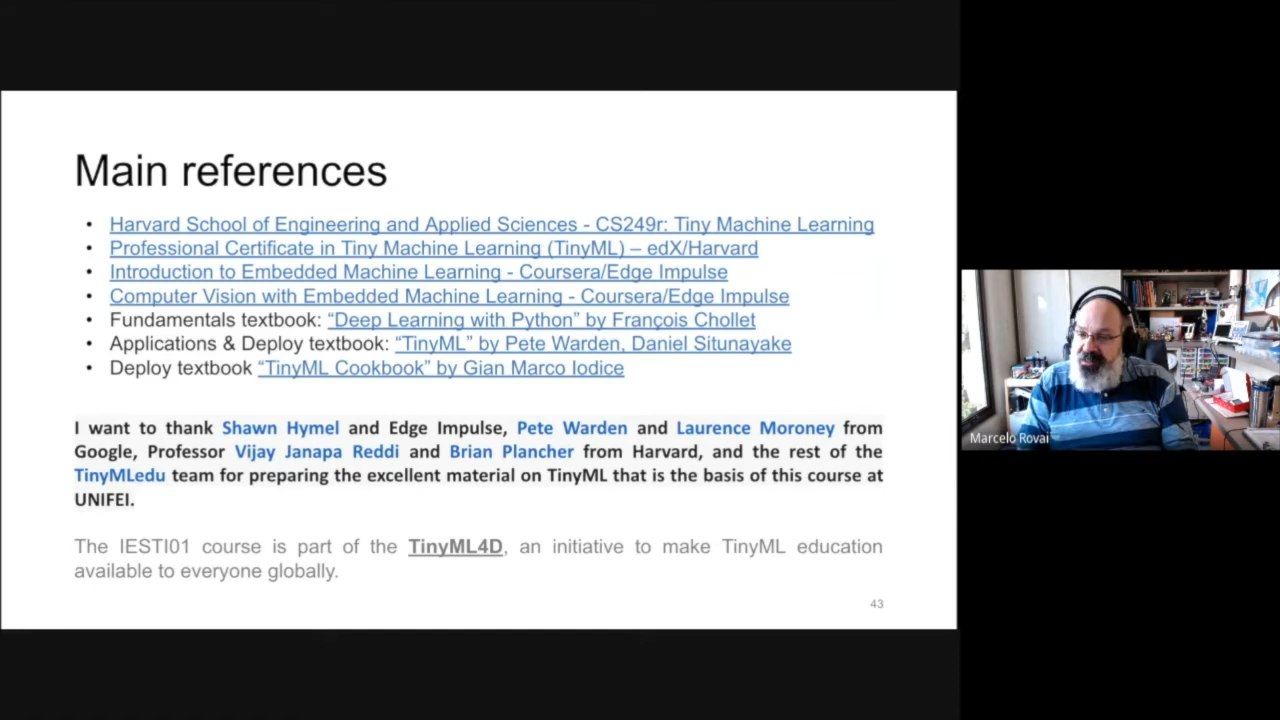 Main references
• Harvard School of Engineering and Applied Sciences - CS249r: Tiny Machine Learning
• Professional Certificate in Tiny Machine Learning (TinyML) – edX/Harvard
• Introduction to Embedded Machine Learning - Coursera/Edge Impulse
• Computer Vision with Embedded Machine Learning - Coursera/Edge Impulse
• Fundamentals textbook: “Deep Learning with Python” by François Chollet
• Applications & Deploy textbook: “TinyML” by Pete Warden, Daniel Situnayake
• Deploy textbook “TinyML Cookbook” by Gian Marco Iodice
I want to thank Shawn Hymel and Edge Impulse, Pete Warden and Laurence Moroney from
Google, Professor Vijay Janapa Reddi and Brian Plancher from Harvard, and the rest of the
TinyMLedu team for preparing the excellent material on TinyML that is the basis of this course at
UNIFEI.
The IESTI01 course is part of the TinyML4D, an initiative to make TinyML education
available to everyone globally.
43
Marcelo Rovai